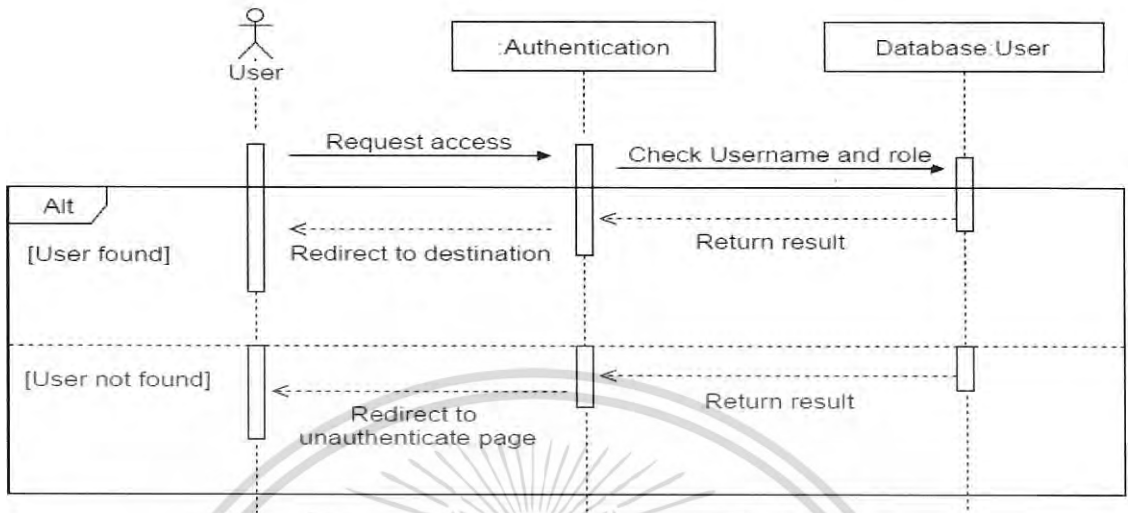 User
:Authentication
Database:User
Request access
Check Username and role
Alt
[User found]
Redirect to destination
Return result
[User not found]
Redirect to
unauthenticate page
Return result